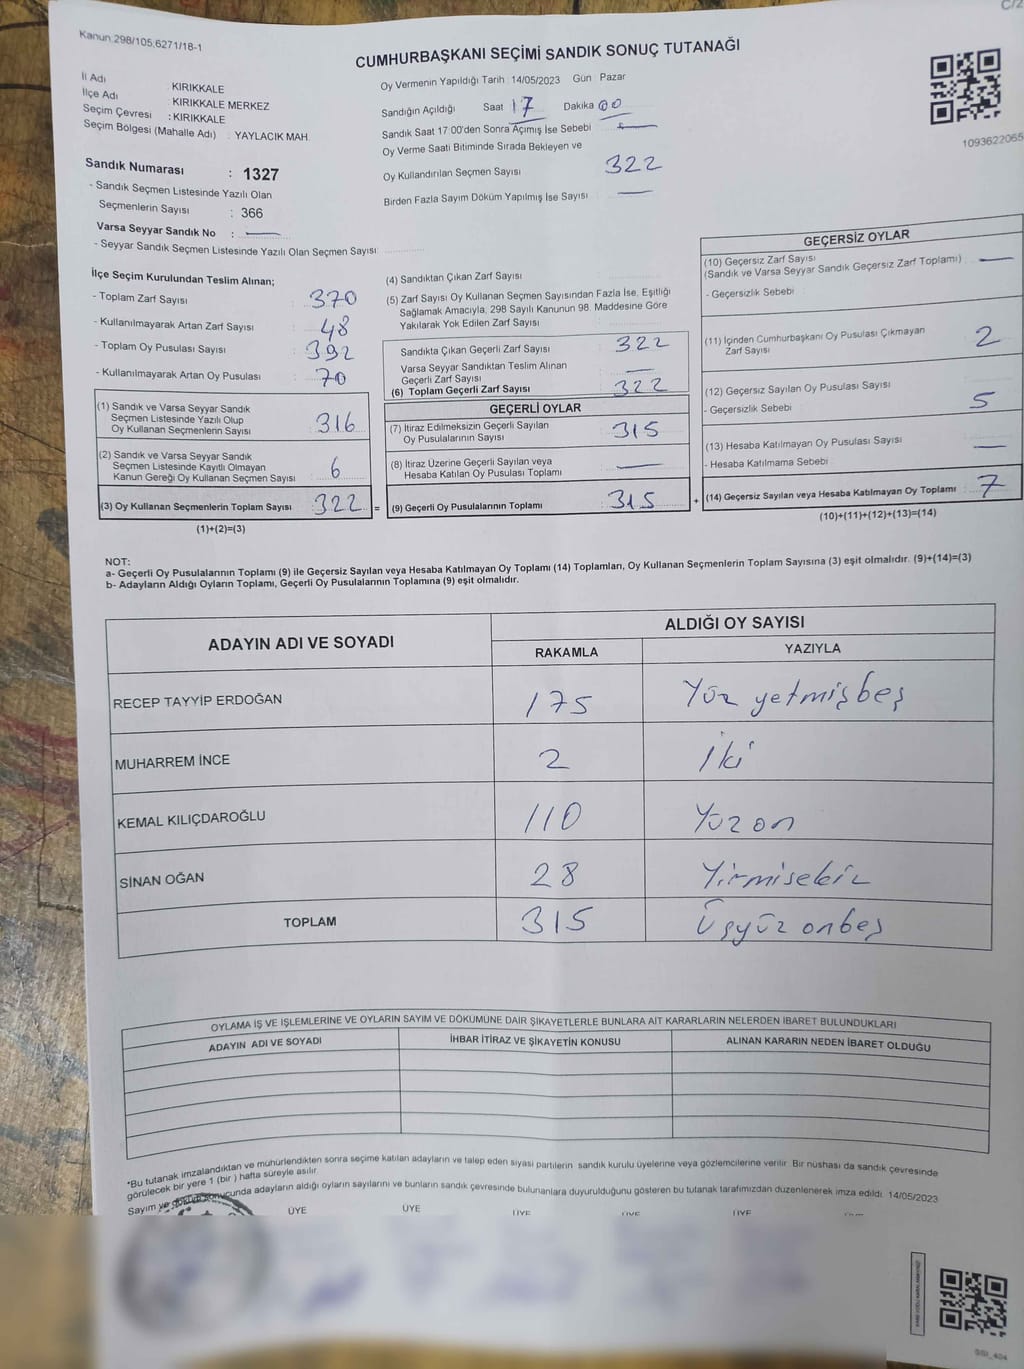 C/2
Kanun:298/105,6271/18-1
CUMHURBAŞKANI SEÇİMİ SANDIK SONUÇ TUTANAĞI
İl Adı : KIRIKKALE
İlçe Adı : KIRIKKALE MERKEZ
Seçim Çevresi : KIRIKKALE
Seçim Bölgesi (Mahalle Adı) : YAYLACIK MAH.
Sandık Numarası : 1327
- Sandık Seçmen Listesinde Yazılı Olan
Seçmenlerin Sayısı : 366
Varsa Seyyar Sandık No : —
- Seyyar Sandık Seçmen Listesinde Yazılı Olan Seçmen Sayısı:
Oy Vermenin Yapıldığı Tarih : 14/05/2023 Gün : Pazar
Sandığın Açıldığı Saat 17 Dakika 00
Sandık Saat 17:00'den Sonra Açımış İse Sebebi —
Oy Verme Saati Bitiminde Sırada Bekleyen ve
Oy Kullandırılan Seçmen Sayısı 322
Birden Fazla Sayım Döküm Yapılmış İse Sayısı —
1093622065
İlçe Seçim Kurulundan Teslim Alınan;
- Toplam Zarf Sayısı : 370
- Kullanılmayarak Artan Zarf Sayısı : 48
- Toplam Oy Pusulası Sayısı : 392
- Kullanılmayarak Artan Oy Pusulası : 70
(1) Sandık ve Varsa Seyyar Sandık
Seçmen Listesinde Yazılı Olup
Oy Kullanan Seçmenlerin Sayısı : 316
(2) Sandık ve Varsa Seyyar Sandık
Seçmen Listesinde Kayıtlı Olmayan
Kanun Gereği Oy Kullanan Seçmen Sayısı : 6
(3) Oy Kullanan Seçmenlerin Toplam Sayısı : 322 =
(1)+(2)=(3)
(4) Sandıktan Çıkan Zarf Sayısı
(5) Zarf Sayısı Oy Kullanan Seçmen Sayısından Fazla İse, Eşitliği
Sağlamak Amacıyla, 298 Sayılı Kanunun 98. Maddesine Göre
Yakılarak Yok Edilen Zarf Sayısı
Sandıkta Çıkan Geçerli Zarf Sayısı : 322
Varsa Seyyar Sandıktan Teslim Alınan
Geçerli Zarf Sayısı : —
(6) Toplam Geçerli Zarf Sayısı : 322
GEÇERLİ OYLAR
(7) İtiraz Edilmeksizin Geçerli Sayılan
Oy Pusulalarının Sayısı : 315
(8) İtiraz Üzerine Geçerli Sayılan veya
Hesaba Katılan Oy Pusulası Toplamı : —
(9) Geçerli Oy Pusulalarının Toplamı : 315 +
GEÇERSİZ OYLAR
(10) Geçersiz Zarf Sayısı
(Sandık ve Varsa Seyyar Sandık Geçersiz Zarf Toplamı) : —
- Geçersizlik Sebebi :
(11) İçinden Cumhurbaşkanı Oy Pusulası Çıkmayan
Zarf Sayısı : 2
(12) Geçersiz Sayılan Oy Pusulası Sayısı : 5
- Geçersizlik Sebebi :
(13) Hesaba Katılmayan Oy Pusulası Sayısı : —
- Hesaba Katılmama Sebebi :
(14) Geçersiz Sayılan veya Hesaba Katılmayan Oy Toplamı : 7
(10)+(11)+(12)+(13)=(14)
NOT:
a- Geçerli Oy Pusulalarının Toplamı (9) ile Geçersiz Sayılan veya Hesaba Katılmayan Oy Toplamı (14) Toplamları, Oy Kullanan Seçmenlerin Toplam Sayısına (3) eşit olmalıdır. (9)+(14)=(3)
b- Adayların Aldığı Oyların Toplamı, Geçerli Oy Pusulalarının Toplamına (9) eşit olmalıdır.
ADAYIN ADI VE SOYADI ALDIĞI OY SAYISI
RAKAMLA YAZIYLA
RECEP TAYYİP ERDOĞAN 175 Yüz yetmişbeş
MUHARREM İNCE 2 İki
KEMAL KILIÇDAROĞLU 110 Yüzon
SİNAN OĞAN 28 Yirmisekiz
TOPLAM 315 Üçyüz onbeş
OYLAMA İŞ VE İŞLEMLERİNE VE OYLARIN SAYIM VE DÖKÜMÜNE DAİR ŞİKAYETLERLE BUNLARA AİT KARARLARIN NELERDEN İBARET BULUNDUKLARI
ADAYIN ADI VE SOYADI İHBAR İTİRAZ VE ŞİKAYETİN KONUSU ALINAN KARARIN NEDEN İBARET OLDUĞU
*Bu tutanak imzalandıktan ve mühürlendikten sonra seçime katılan adayların ve talep eden siyasi partilerin sandık kurulu üyelerine veya gözlemcilerine verilir. Bir nüshası da sandık çevresinde
görülecek bir yere 1 (bir) hafta süreyle asılır.
Sayım ve döküm sonucunda adayların aldığı oyların sayılarını ve bunların sandık çevresinde bulunanlara duyurulduğunu gösteren bu tutanak tarafımızdan düzenlenerek imza edildi. 14/05/2023
ÜYE ÜYE ÜYE ÜYE ÜYE